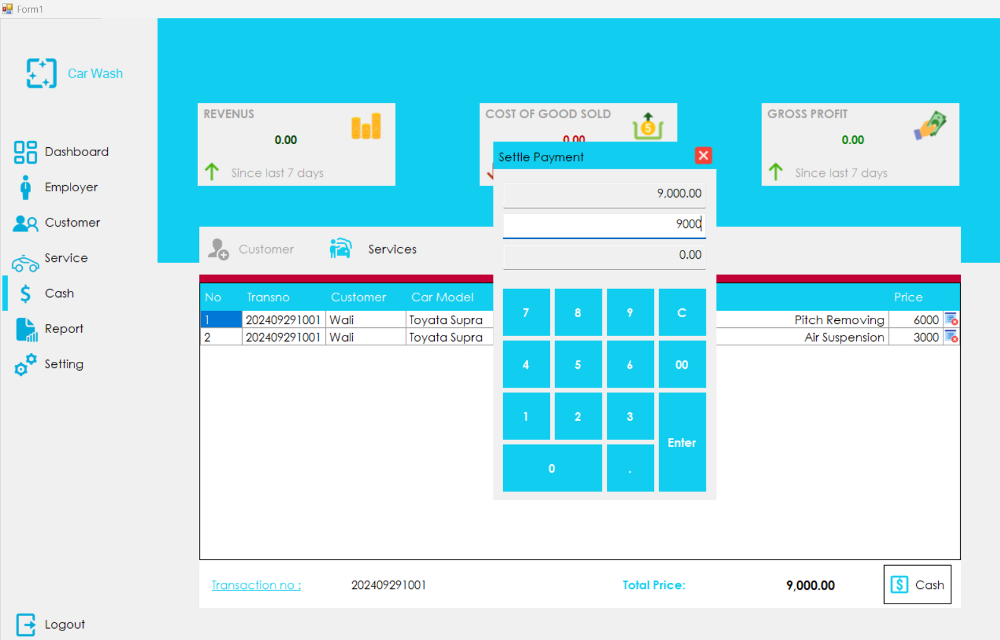 Form1
Car Wash
Dashboard
Employer
Customer
Service
Cash
Report
Setting
Logout
REVENUS
0.00
Since last 7 days
COST OF GOOD SOLD
0.00
GROSS PROFIT
0.00
Since last 7 days
Customer Services
No Transno Customer Car Model Price
1 202409291001 Wali Toyata Supra Pitch Removing 6000
2 202409291001 Wali Toyata Supra Air Suspension 3000
Transaction no : 202409291001 Total Price: 9,000.00 Cash
Settle Payment
9,000.00
9000
0.00
7 8 9 C
4 5 6 00
1 2 3 Enter
0 .